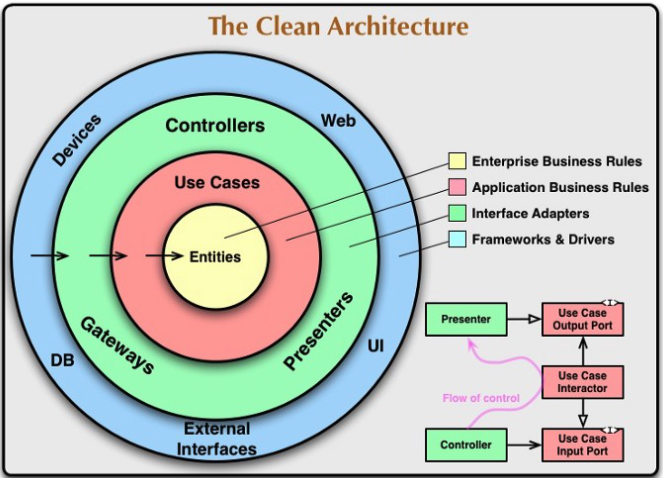 The Clean Architecture
Devices
Web
Controllers
Use Cases
Entities
Gateways
Presenters
DB
UI
External
Interfaces
Enterprise Business Rules
Application Business Rules
Interface Adapters
Frameworks & Drivers
Presenter
<I>
Use Case
Output Port
Flow of control
Use Case
Interactor
Controller
<I>
Use Case
Input Port